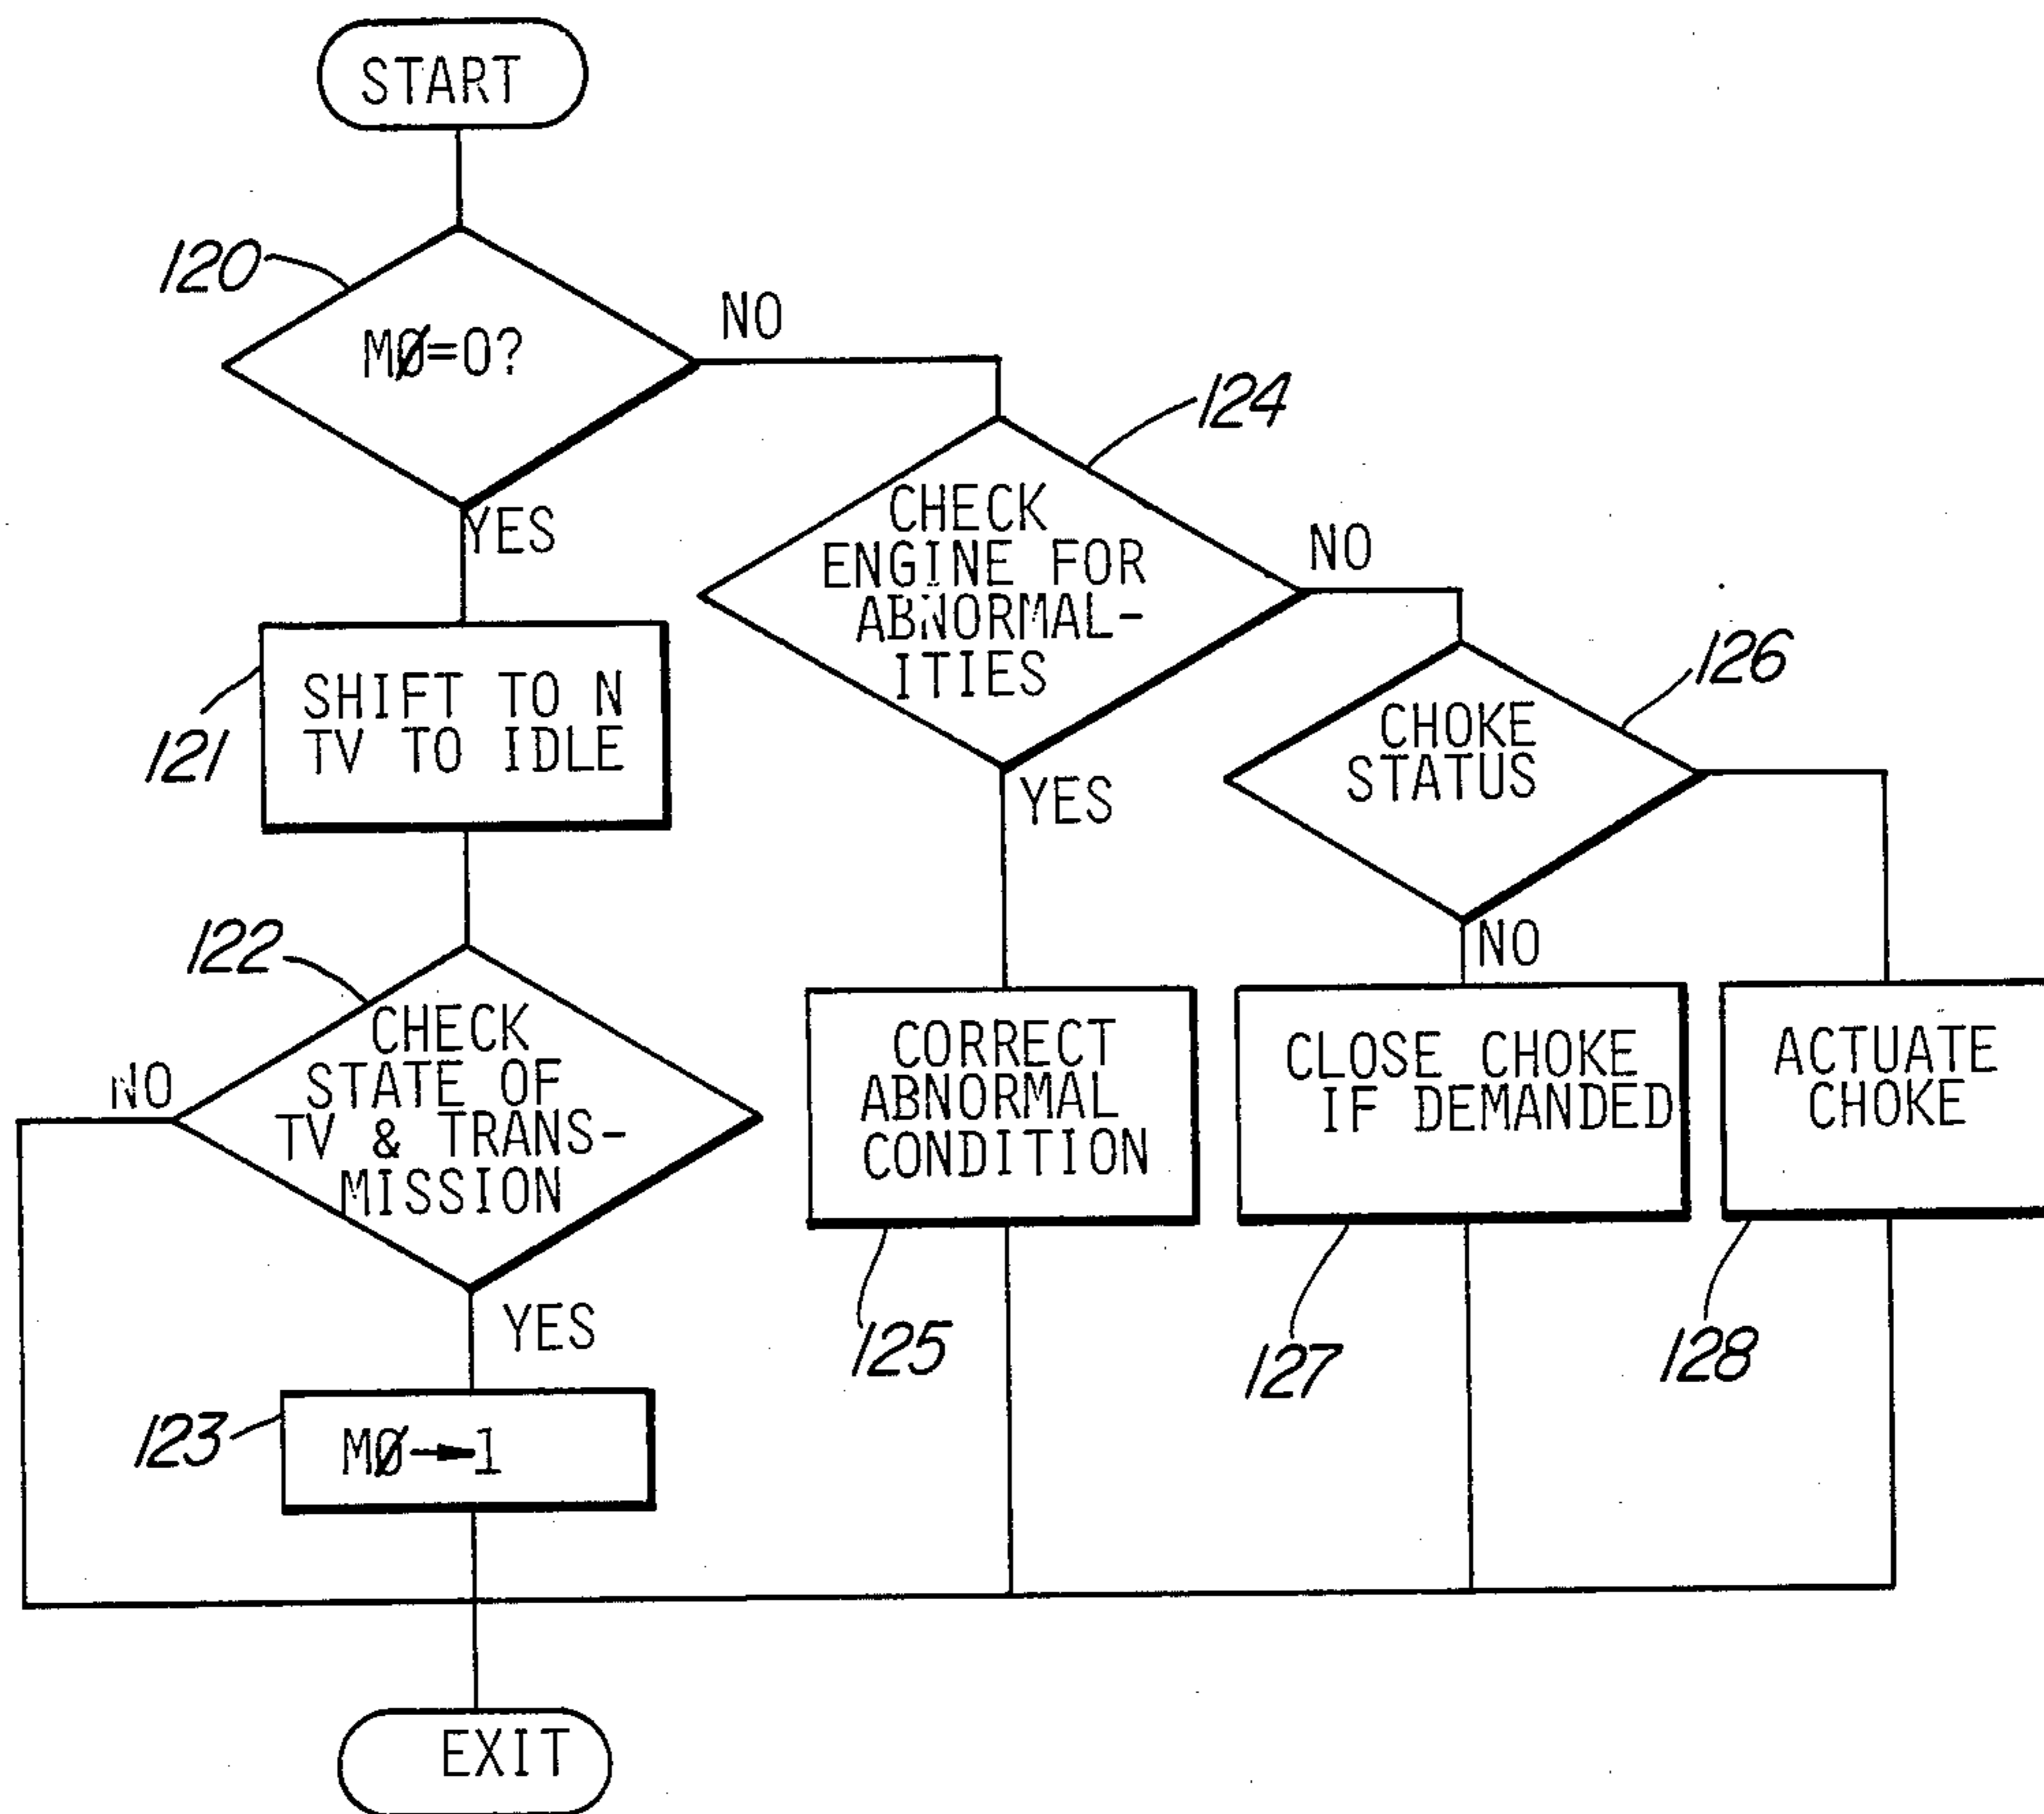 START
120
MØ=0?
NO
YES
124
CHECK
ENGINE FOR
ABNORMAL-
ITIES
NO
YES
121
SHIFT TO N
TV TO IDLE
126
CHOKE
STATUS
NO
122
CHECK
STATE OF
TV & TRANS-
MISSION
NO
YES
CORRECT
ABNORMAL
CONDITION
125
CLOSE CHOKE
IF DEMANDED
127
ACTUATE
CHOKE
128
123
MØ→1
EXIT